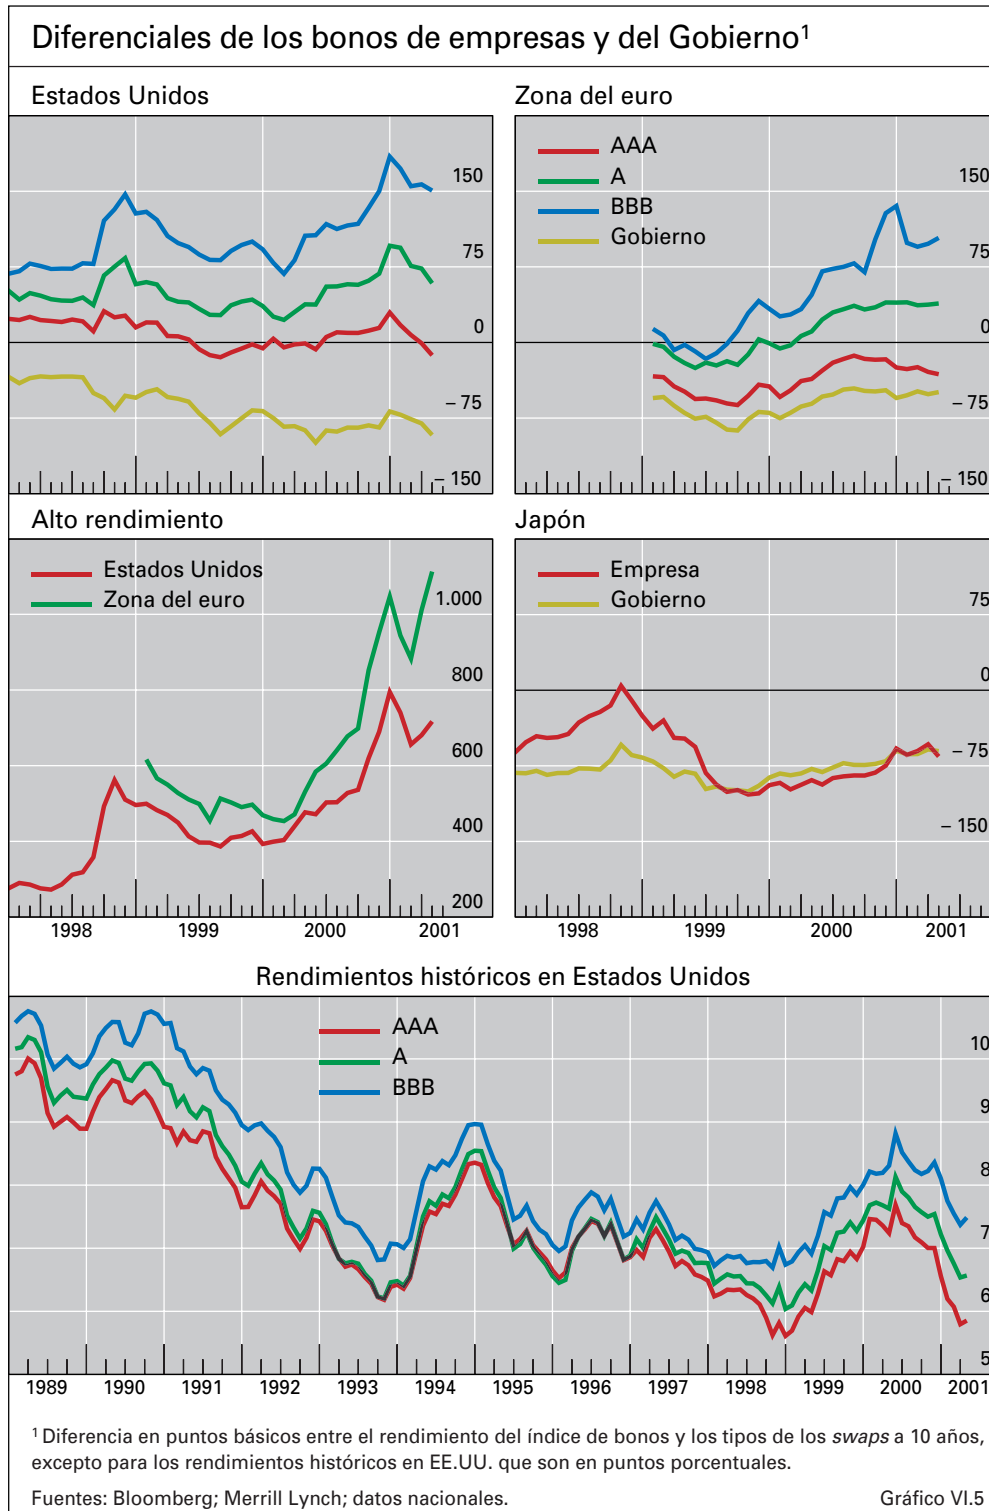 Diferenciales de los bonos de empresas y del Gobierno¹
Estados Unidos
150
75
0
– 75
– 150
Zona del euro
AAA
A
BBB
Gobierno
150
75
0
– 75
– 150
Alto rendimiento
Estados Unidos
Zona del euro
1.000
800
600
400
200
1998 1999 2000 2001
Japón
Empresa
Gobierno
75
0
– 75
– 150
1998 1999 2000 2001
Rendimientos históricos en Estados Unidos
AAA
A
BBB
10
9
8
7
6
5
1989 1990 1991 1992 1993 1994 1995 1996 1997 1998 1999 2000 2001
¹ Diferencia en puntos básicos entre el rendimiento del índice de bonos y los tipos de los swaps a 10 años,
excepto para los rendimientos históricos en EE.UU. que son en puntos porcentuales.
Fuentes: Bloomberg; Merrill Lynch; datos nacionales. Gráfico VI.5